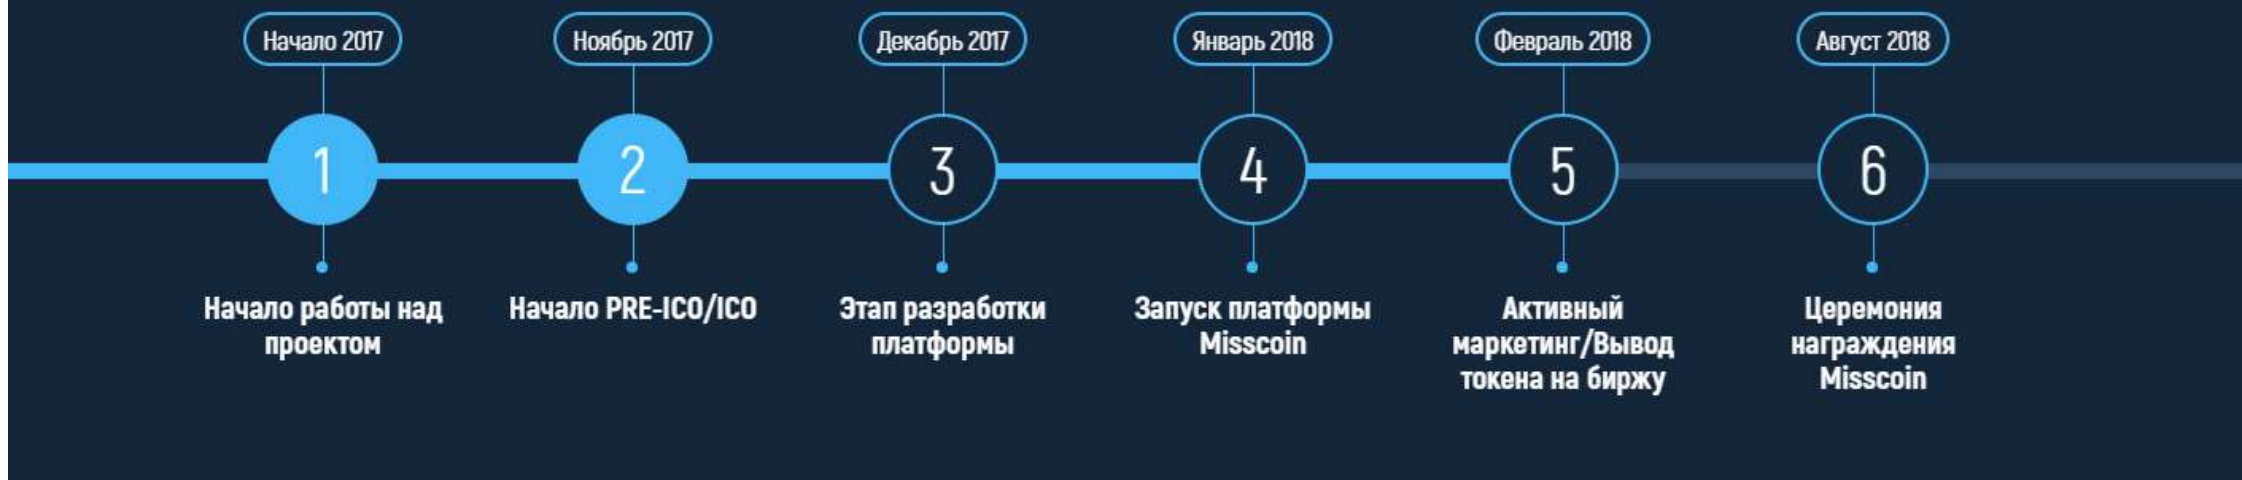 Начало 2017
Ноябрь 2017
Декабрь 2017
Январь 2018
Февраль 2018
Август 2018
1
2
3
4
5
6
Начало работы над
проектом
Начало PRE-ICO/ICO
Этап разработки
платформы
Запуск платформы
Misscoin
Активный
маркетинг/Вывод
токена на биржу
Церемония
награждения
Misscoin